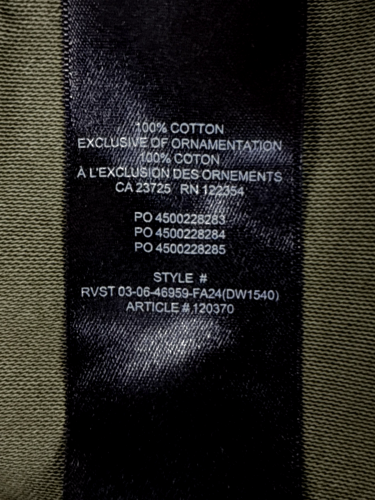 100% COTTON
EXCLUSIVE OF ORNAMENTATION
100% COTON
À L'EXCLUSION DES ORNEMENTS
CA 23725 RN 122354
PO 4500228283
PO 4500228284
PO 4500228285
STYLE #
RVST 03-06-46959-FA24(DW1540)
ARTICLE # 120370